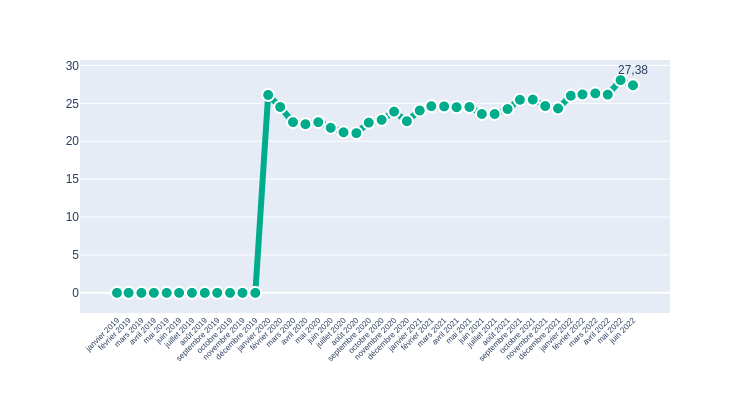 27,38
30
25
20
15
10
5
0
janvier 2019
février 2019
mars 2019
avril 2019
mai 2019
juin 2019
juillet 2019
août 2019
septembre 2019
octobre 2019
novembre 2019
décembre 2019
janvier 2020
février 2020
mars 2020
avril 2020
mai 2020
juin 2020
juillet 2020
août 2020
septembre 2020
octobre 2020
novembre 2020
décembre 2020
janvier 2021
février 2021
mars 2021
avril 2021
mai 2021
juin 2021
juillet 2021
août 2021
septembre 2021
octobre 2021
novembre 2021
décembre 2021
janvier 2022
février 2022
mars 2022
avril 2022
mai 2022
juin 2022